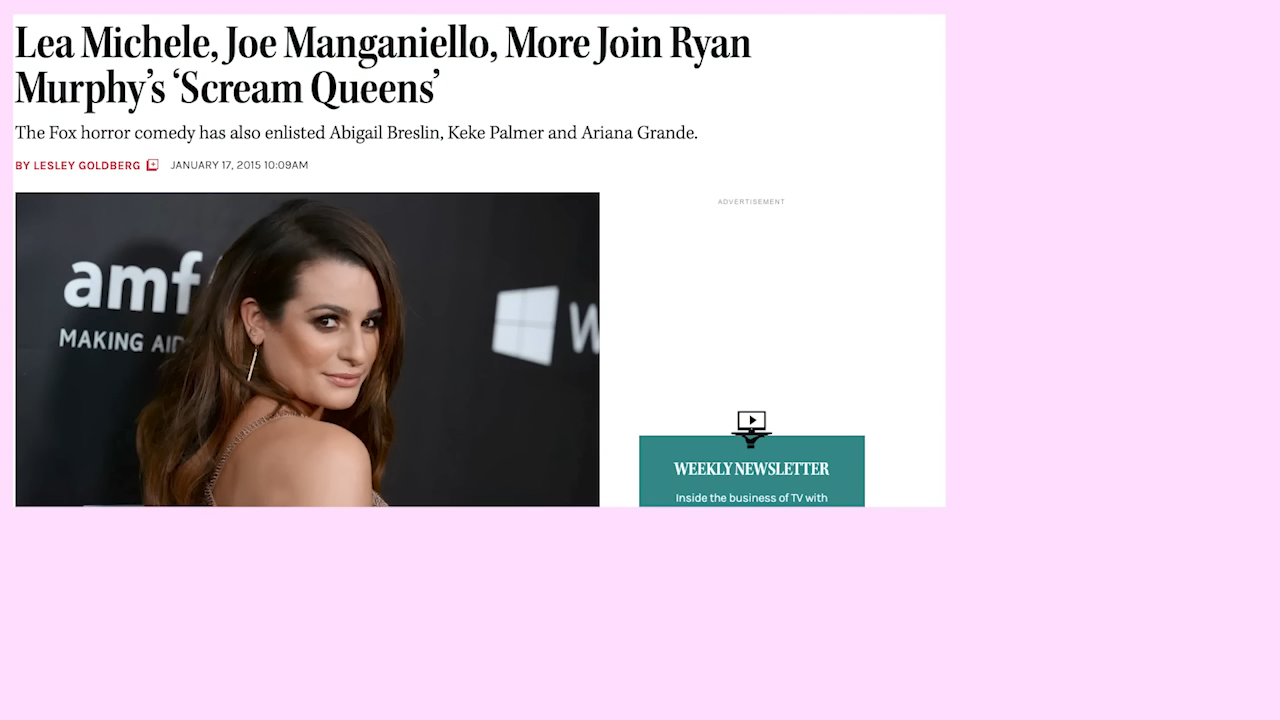 Lea Michele, Joe Manganiello, More Join Ryan
Murphy’s ‘Scream Queens’
The Fox horror comedy has also enlisted Abigail Breslin, Keke Palmer and Ariana Grande.
BY LESLEY GOLDBERG JANUARY 17, 2015 10:09AM
ADVERTISEMENT
amf
MAKING AID
W
WEEKLY NEWSLETTER
Inside the business of TV with